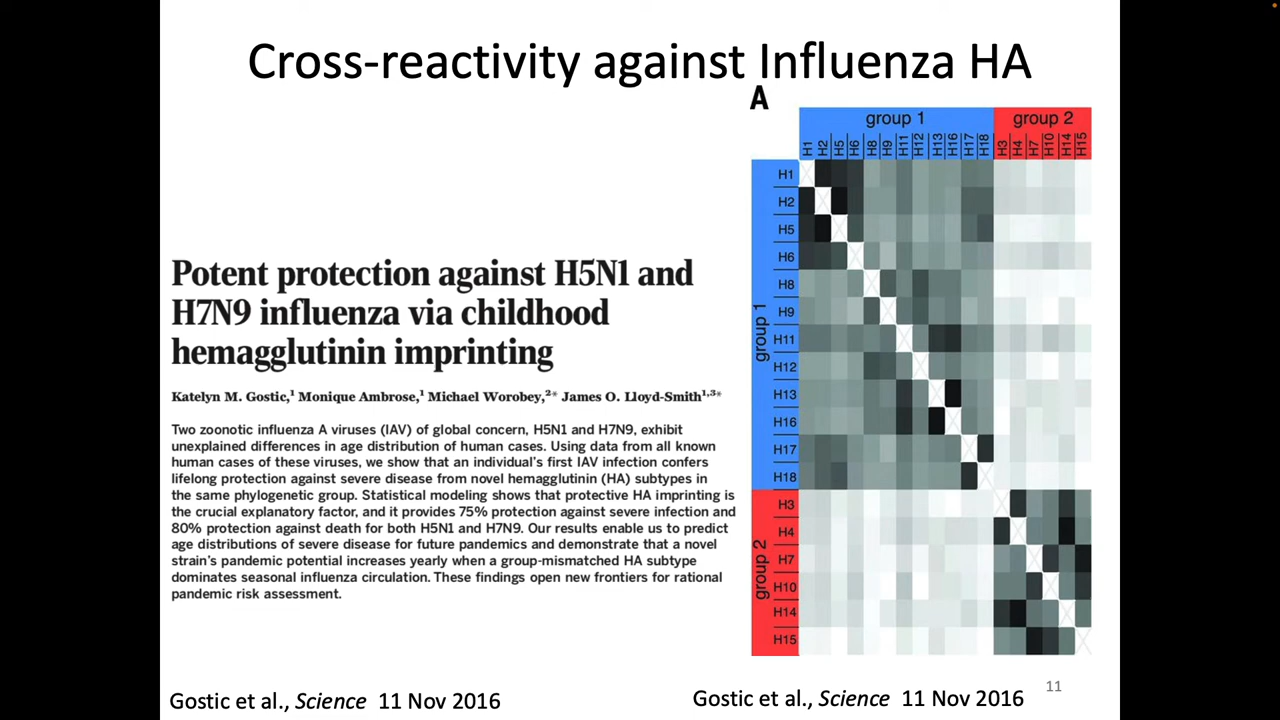 Cross-reactivity against Influenza HA
Potent protection against H5N1 and
H7N9 influenza via childhood
hemagglutinin imprinting
Katelyn M. Gostic,¹ Monique Ambrose,¹ Michael Worobey,²* James O. Lloyd-Smith¹,³*
Two zoonotic influenza A viruses (IAV) of global concern, H5N1 and H7N9, exhibit
unexplained differences in age distribution of human cases. Using data from all known
human cases of these viruses, we show that an individual's first IAV infection confers
lifelong protection against severe disease from novel hemagglutinin (HA) subtypes in
the same phylogenetic group. Statistical modeling shows that protective HA imprinting is
the crucial explanatory factor, and it provides 75% protection against severe infection and
80% protection against death for both H5N1 and H7N9. Our results enable us to predict
age distributions of severe disease for future pandemics and demonstrate that a novel
strain's pandemic potential increases yearly when a group-mismatched HA subtype
dominates seasonal influenza circulation. These findings open new frontiers for rational
pandemic risk assessment.
Gostic et al., Science 11 Nov 2016
A
group 1 group 2
H1 H2 H5 H6 H8 H9 H11 H12 H13 H16 H17 H18 H3 H4 H7 H10 H14 H15
group 1
H1
H2
H5
H6
H8
H9
H11
H12
H13
H16
H17
H18
group 2
H3
H4
H7
H10
H14
H15
Gostic et al., Science 11 Nov 2016
11